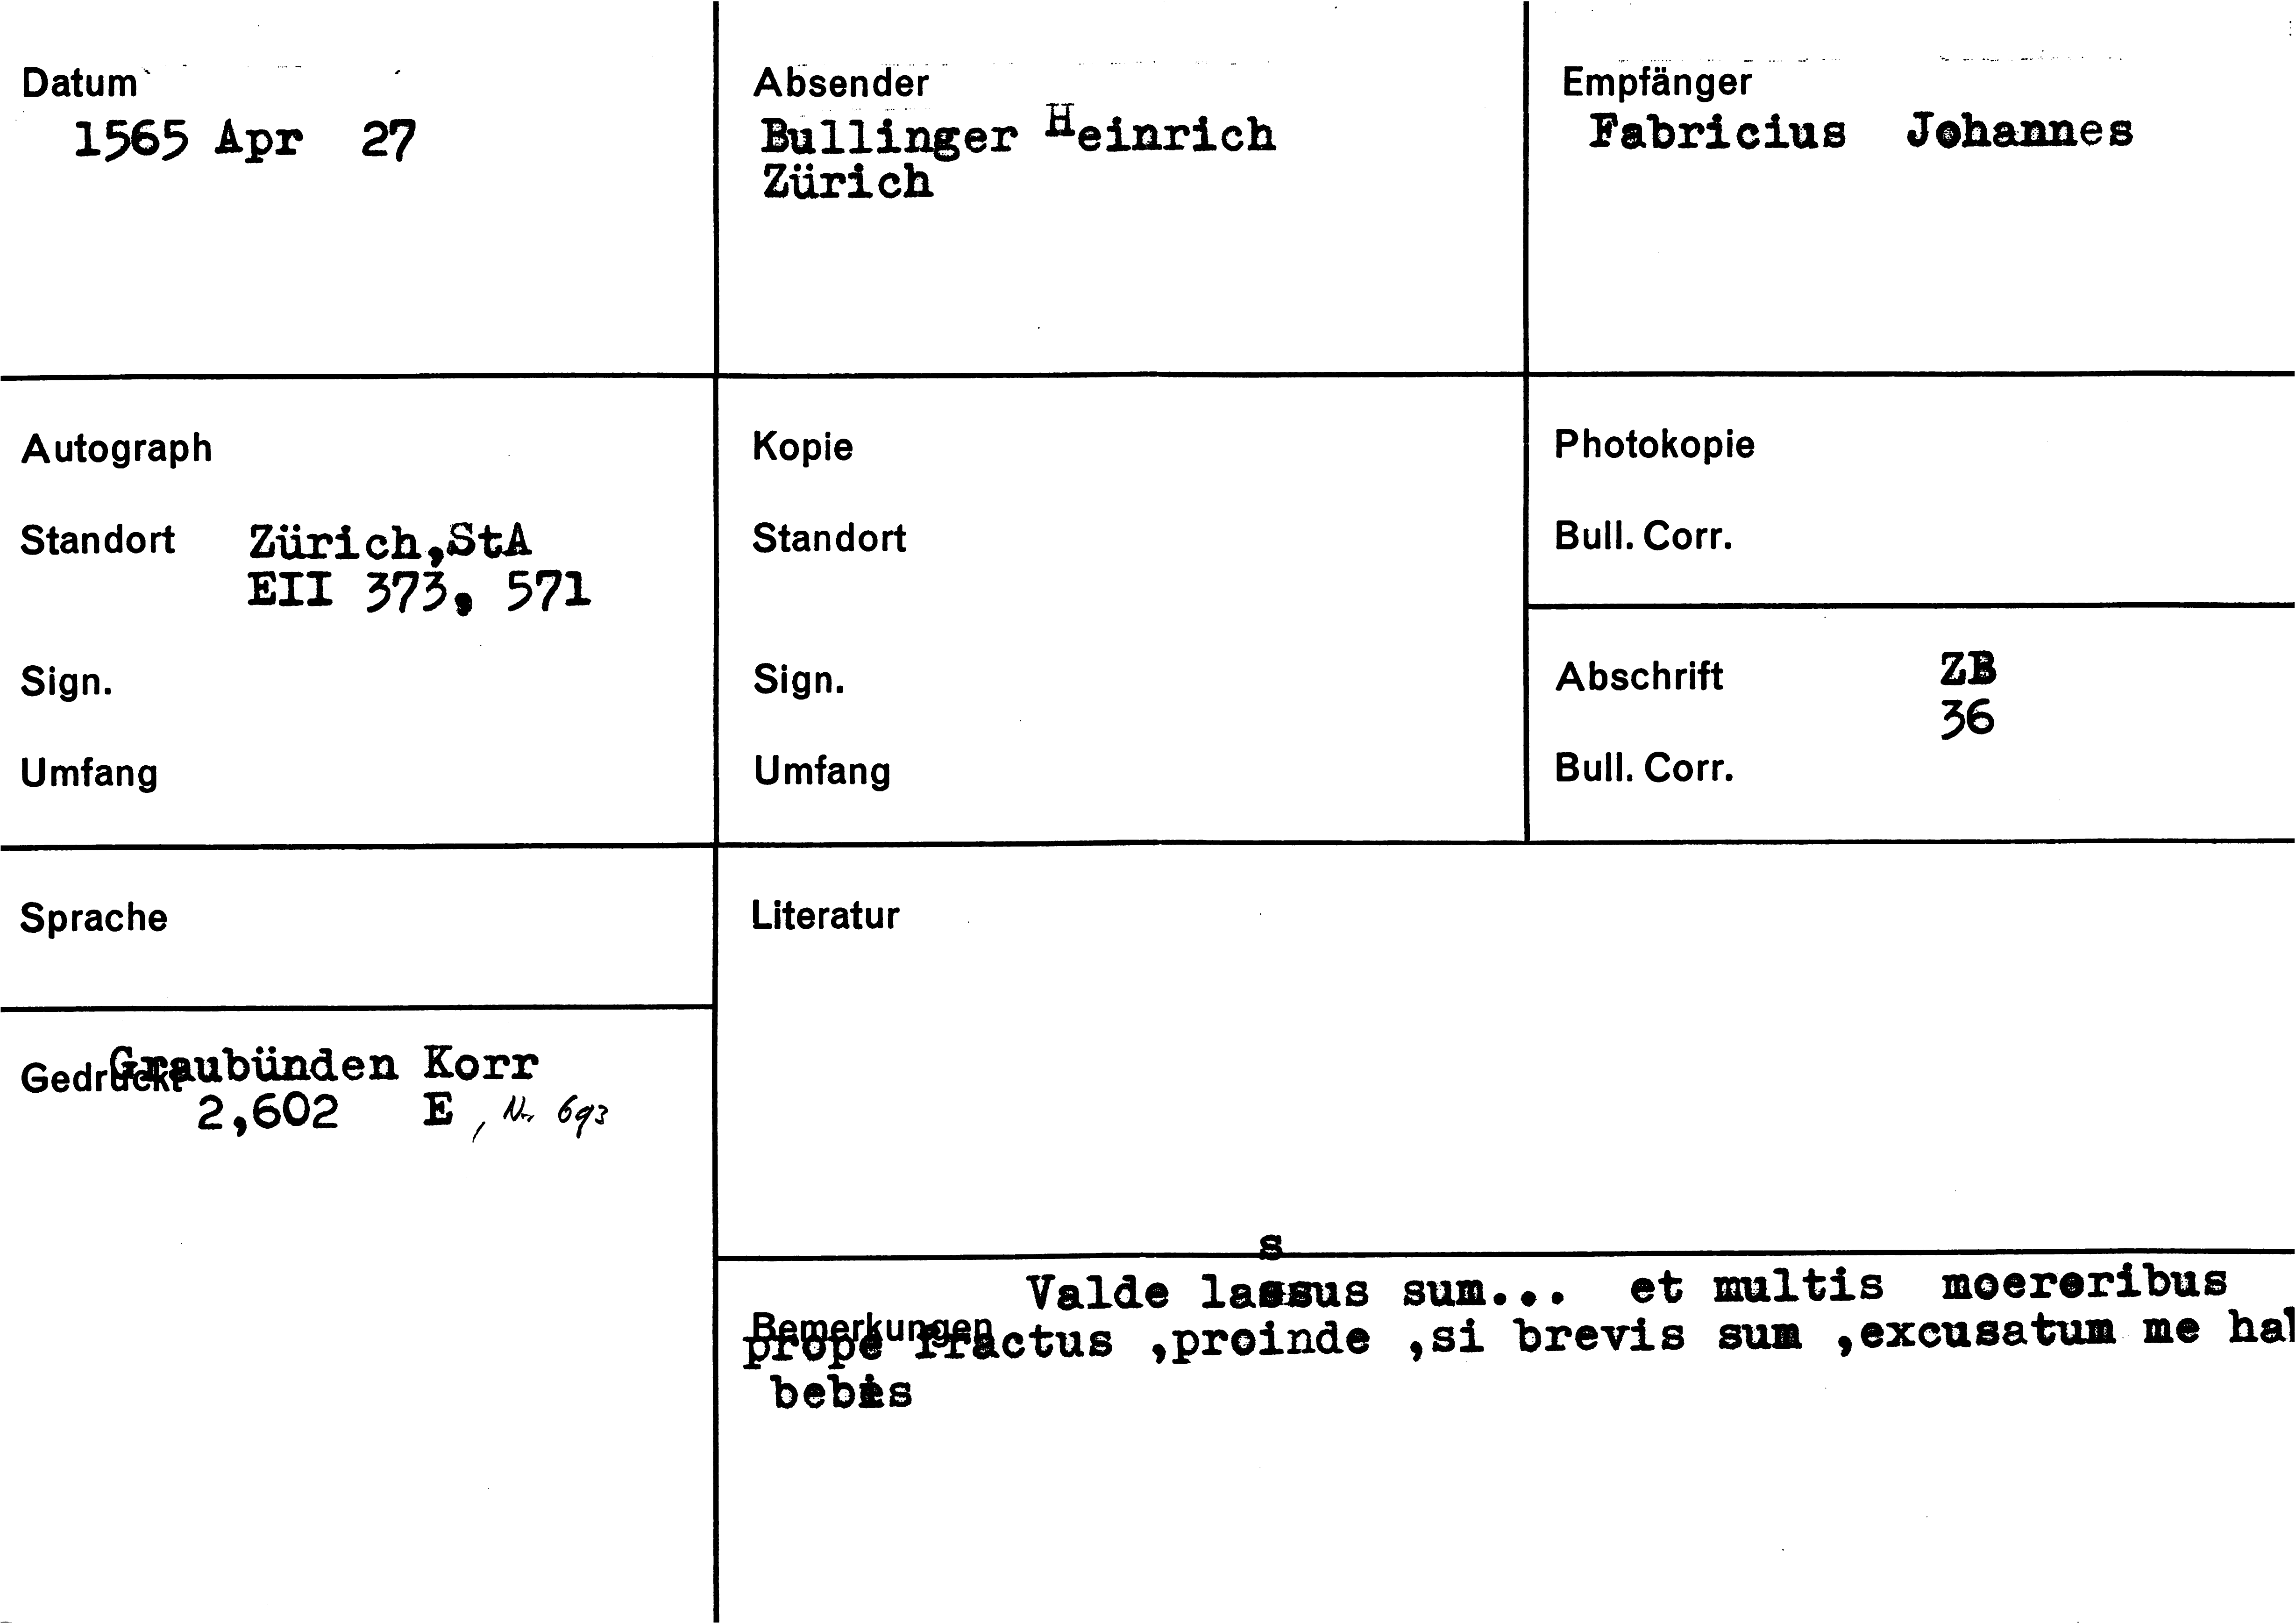 Datum
1565 Apr 27
Absender
Bullinger Heinrich
Zürich
Empfänger
Fabricius Johannes
Autograph
Standort Zürich,StA
EII 373, 571
Sign.
Umfang
Kopie
Standort
Sign.
Umfang
Photokopie
Bull. Corr.
Abschrift ZB
36
Bull. Corr.
Sprache
Gedruckt Graubünden Korr
2,602 E, Nr. 693
Literatur
s
Valde lassus sum... et multis moeroribus
Bemerkungen
prope fractus ,proinde ,si brevis sum ,excusatum me ha
bebis